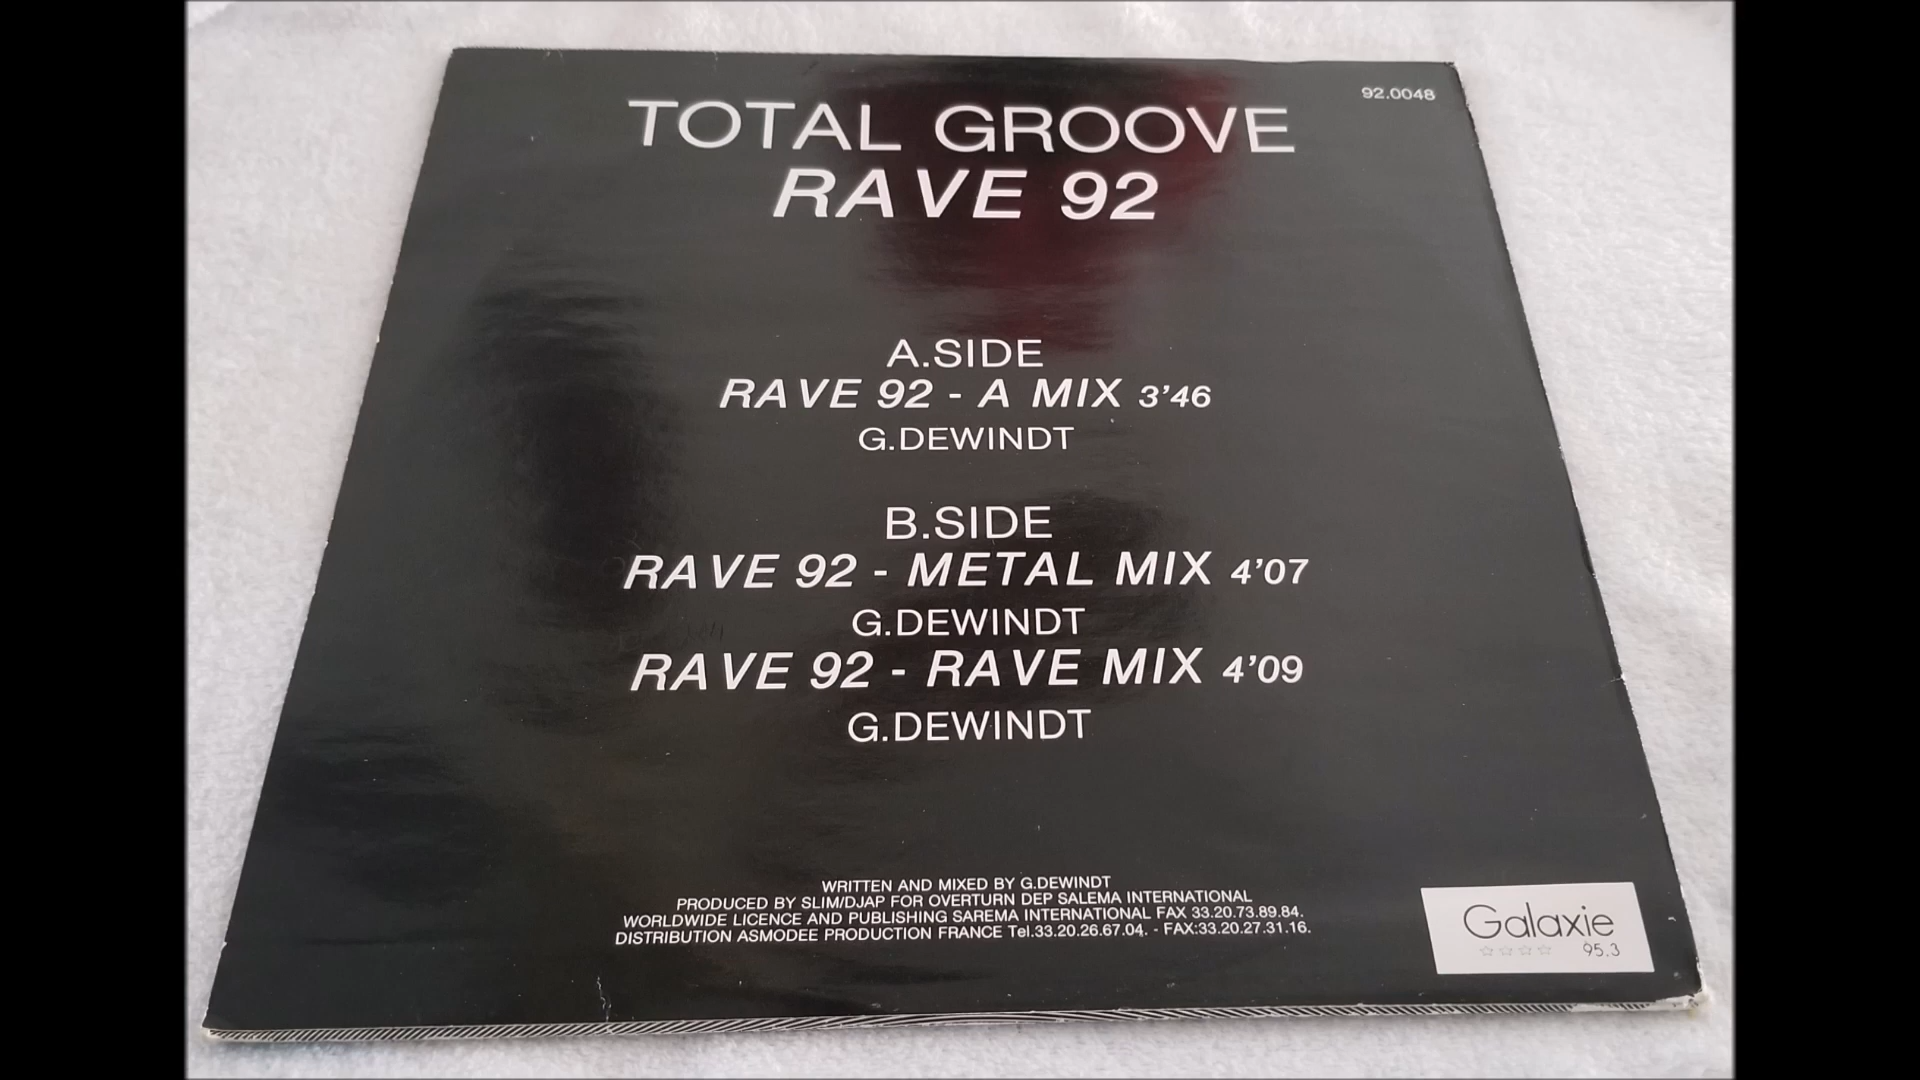 92.0048
TOTAL GROOVE
RAVE 92
A.SIDE
RAVE 92 - A MIX 3'46
G.DEWINDT
B.SIDE
RAVE 92 - METAL MIX 4'07
G.DEWINDT
RAVE 92 - RAVE MIX 4'09
G.DEWINDT
WRITTEN AND MIXED BY G.DEWINDT
PRODUCED BY SLIM/DJAP FOR OVERTURN DEP SALEMA INTERNATIONAL
WORLDWIDE LICENCE AND PUBLISHING SAREMA INTERNATIONAL FAX 33.20.73.89.84.
DISTRIBUTION ASMODEE PRODUCTION FRANCE Tel.33.20.26.67.04. - FAX:33.20.27.31.16.
Galaxie
95.3